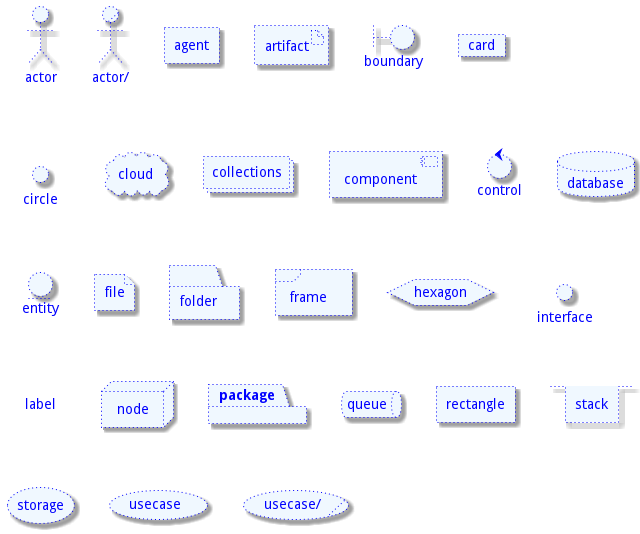 actor
actor/
agent
artifact
boundary
card
circle
cloud
collections
component
control
database
entity
file
folder
frame
hexagon
interface
label
node
package
queue
rectangle
stack
storage
usecase
usecase/